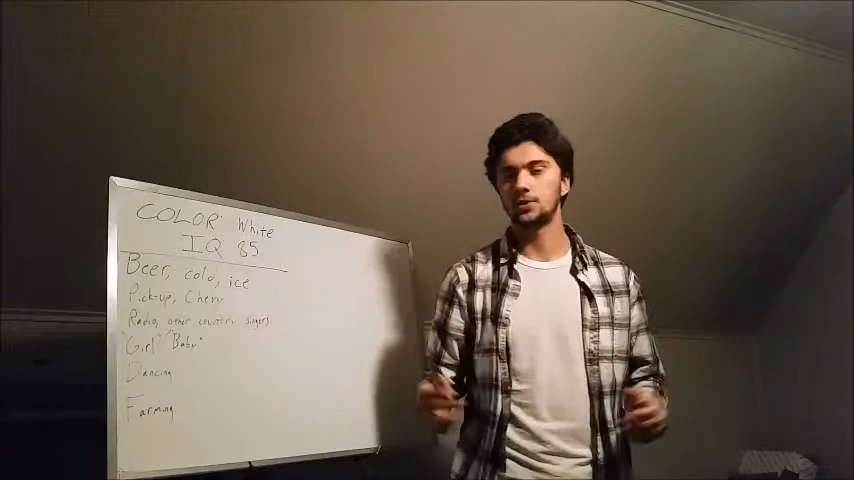 COLOR White
IQ 85
Beer, cold, ice
Pick-up, Chevy
Radio, other country singers
"Girl" "Baby"
Dancing
Farming